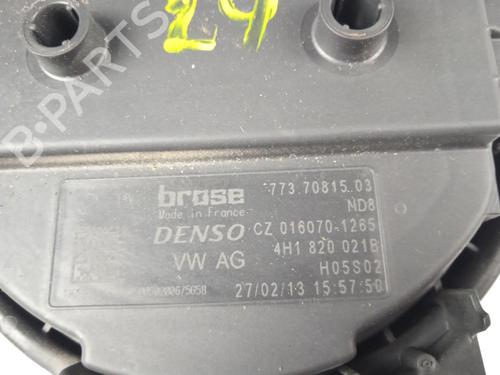 29
B-PARTS
brose 773.70815.03
Made in France ND8
DENSO CZ 016070-1265
VW AG 4H1 820 021B
H05S02
27/02/13 15:57:50